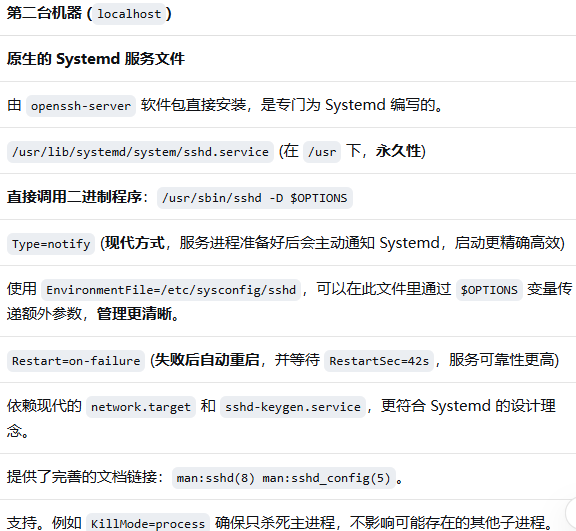 第二台机器 (localhost)
原生的 Systemd 服务文件
由 openssh-server 软件包直接安装，是专门为 Systemd 编写的。
/usr/lib/systemd/system/sshd.service (在 /usr 下，永久性)
直接调用二进制程序：/usr/sbin/sshd -D $OPTIONS
Type=notify (现代方式，服务进程准备好后会主动通知 Systemd，启动更精确高效)
使用 EnvironmentFile=/etc/sysconfig/sshd，可以在此文件里通过 $OPTIONS 变量传
递额外参数，管理更清晰。
Restart=on-failure (失败后自动重启，并等待 RestartSec=42s，服务可靠性更高)
依赖现代的 network.target 和 sshd-keygen.service，更符合 Systemd 的设计理
念。
提供了完善的文档链接：man:sshd(8) man:sshd_config(5)。
支持。例如 KillMode=process 确保只杀死主进程，不影响可能存在的其他子进程。